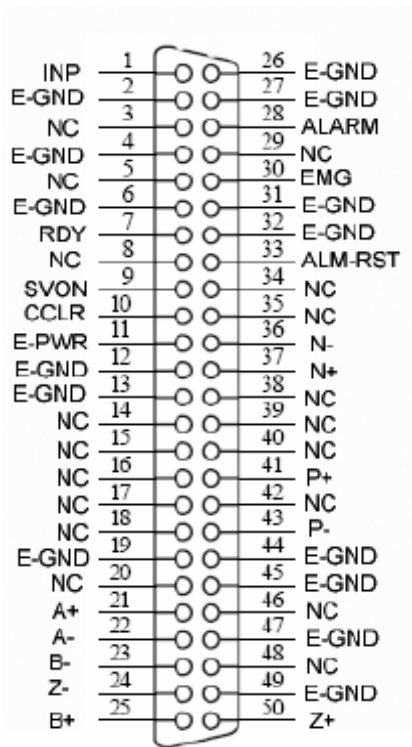 INP 1 26 E-GND
E-GND 2 27 E-GND
NC 3 28 ALARM
E-GND 4 29 NC
NC 5 30 EMG
E-GND 6 31 E-GND
RDY 7 32 E-GND
NC 8 33 ALM-RST
SVON 9 34 NC
CCLR 10 35 NC
E-PWR 11 36 N-
E-GND 12 37 N+
E-GND 13 38 NC
NC 14 39 NC
NC 15 40 NC
NC 16 41 P+
NC 17 42 NC
NC 18 43 P-
E-GND 19 44 E-GND
NC 20 45 E-GND
A+ 21 46 NC
A- 22 47 E-GND
B- 23 48 NC
Z- 24 49 E-GND
B+ 25 50 Z+